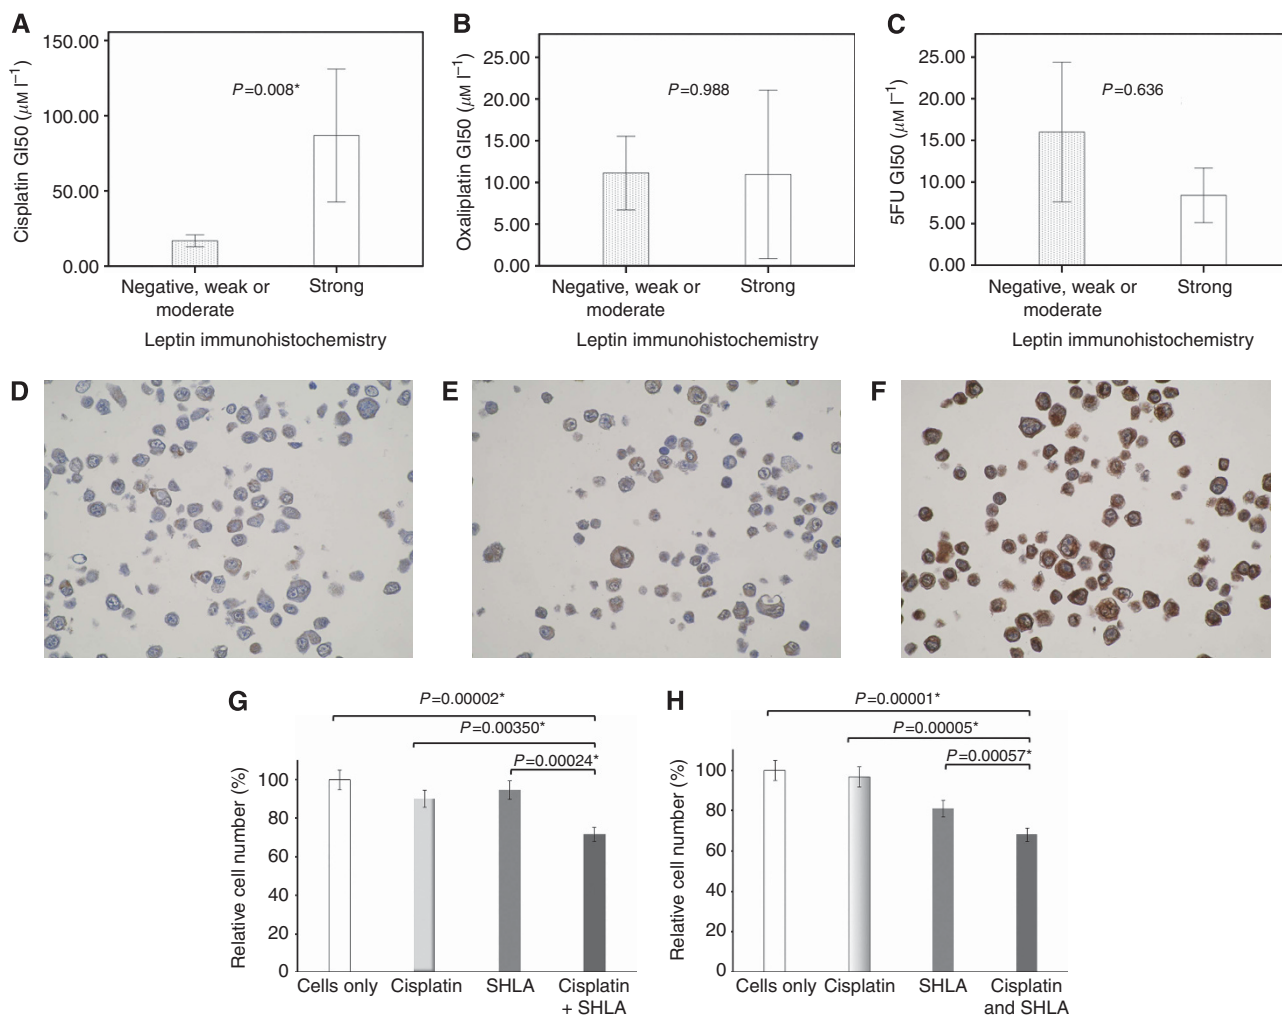 A
Cisplatin GI50 (μM l⁻¹)
150.00
100.00
50.00
0.00
P=0.008*
Negative, weak or
moderate
Strong
Leptin immunohistochemistry
B
Oxaliplatin GI50 (μM l⁻¹)
25.00
20.00
15.00
10.00
5.00
0.00
P=0.988
Negative, weak or
moderate
Strong
Leptin immunohistochemistry
C
5FU GI50 (μM l⁻¹)
25.00
20.00
15.00
10.00
5.00
0.00
P=0.636
Negative, weak or
moderate
Strong
Leptin immunohistochemistry
D
E
F
G
P=0.00002*
P=0.00350*
P=0.00024*
Relative cell number (%)
100
80
60
40
20
0
Cells only
Cisplatin
SHLA
Cisplatin
+ SHLA
H
P=0.00001*
P=0.00005*
P=0.00057*
Relative cell number (%)
100
80
60
40
20
0
Cells only
Cisplatin
SHLA
Cisplatin
and SHLA